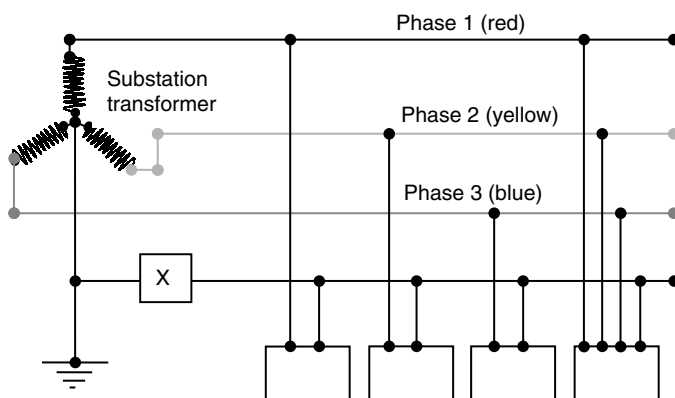 Phase 1 (red)
Substation
transformer
Phase 2 (yellow)
Phase 3 (blue)
X